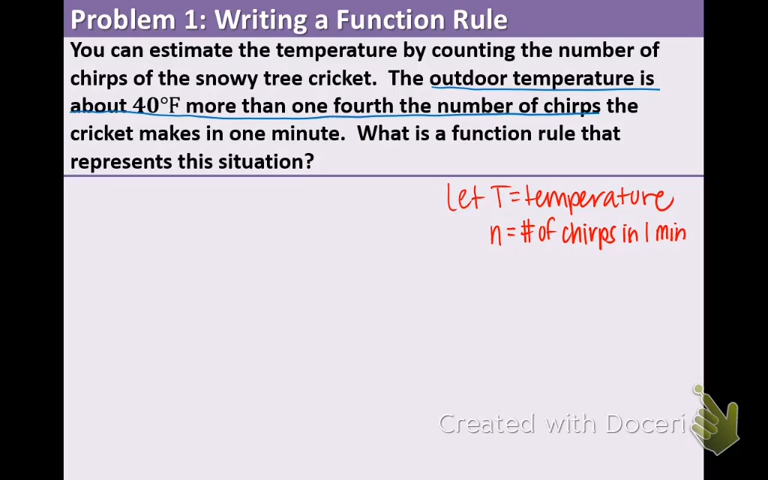 Problem 1: Writing a Function Rule
You can estimate the temperature by counting the number of
chirps of the snowy tree cricket. The outdoor temperature is
about 40°F more than one fourth the number of chirps the
cricket makes in one minute. What is a function rule that
represents this situation?
let T=temperature
n=# of chirps in 1 min
Created with Doceri